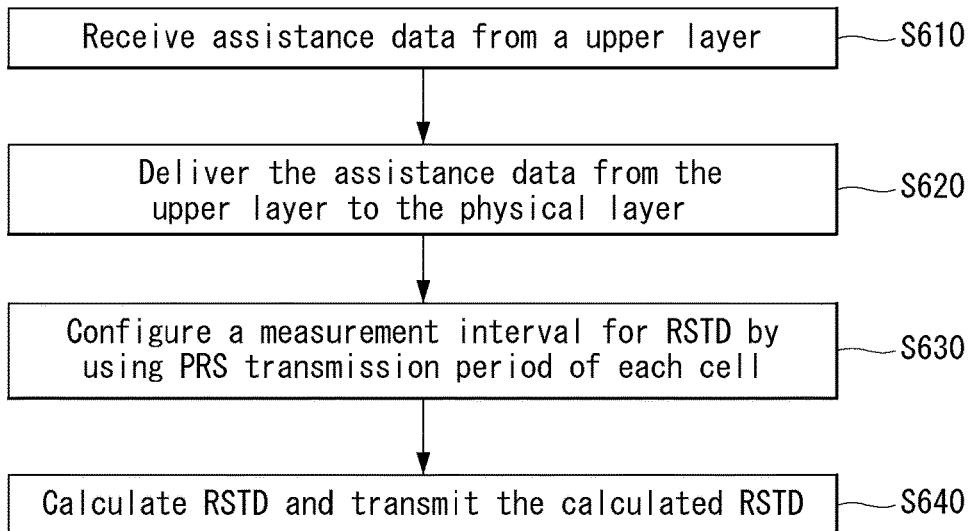 Receive assistance data from a upper layer
S610
Deliver the assistance data from the
upper layer to the physical layer
S620
Configure a measurement interval for RSTD by
using PRS transmission period of each cell
S630
Calculate RSTD and transmit the calculated RSTD
S640